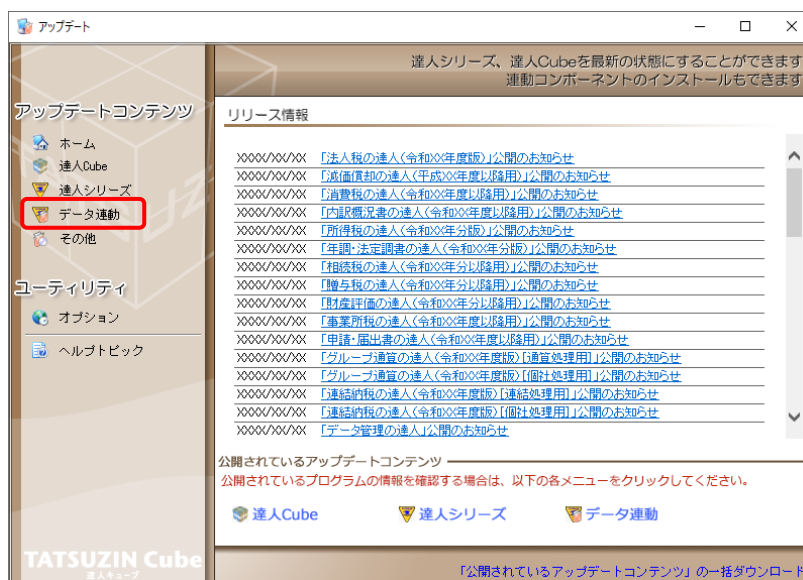 アップデート
達人シリーズ、達人Cubeを最新の状態にすることができます
連動コンポーネントのインストールもできます
アップデートコンテンツ
ホーム
達人Cube
達人シリーズ
データ連動
その他
ユーティリティ
オプション
ヘルプトピック
リリース情報
XXXX/XX/XX 「法人税の達人(令和XX年度版)」公開のお知らせ
XXXX/XX/XX 「減価償却の達人(平成XX年度以降用)」公開のお知らせ
XXXX/XX/XX 「消費税の達人(令和XX年度以降用)」公開のお知らせ
XXXX/XX/XX 「内訳概況書の達人(令和XX年度以降用)」公開のお知らせ
XXXX/XX/XX 「所得税の達人(令和XX年分版)」公開のお知らせ
XXXX/XX/XX 「年調・法定調書の達人(令和XX年分版)」公開のお知らせ
XXXX/XX/XX 「相続税の達人(令和XX年分以降用)」公開のお知らせ
XXXX/XX/XX 「贈与税の達人(令和XX年分以降用)」公開のお知らせ
XXXX/XX/XX 「財産評価の達人(令和XX年分以降用)」公開のお知らせ
XXXX/XX/XX 「事業所税の達人(令和XX年度以降用)」公開のお知らせ
XXXX/XX/XX 「申請・届出書の達人(令和XX年度以降用)」公開のお知らせ
XXXX/XX/XX 「グループ通算の達人(令和XX年度版)[通算処理用]」公開のお知らせ
XXXX/XX/XX 「グループ通算の達人(令和XX年度版)[個社処理用]」公開のお知らせ
XXXX/XX/XX 「連結納税の達人(令和XX年度版)[連結処理用]」公開のお知らせ
XXXX/XX/XX 「連結納税の達人(令和XX年度版)[個社処理用]」公開のお知らせ
XXXX/XX/XX 「データ管理の達人」公開のお知らせ
公開されているアップデートコンテンツ
公開されているプログラムの情報を確認する場合は、以下の各メニューをクリックしてください。
達人Cube 達人シリーズ データ連動
TATSUZIN Cube
達人キューブ
「公開されているアップデートコンテンツ」の一括ダウンロード